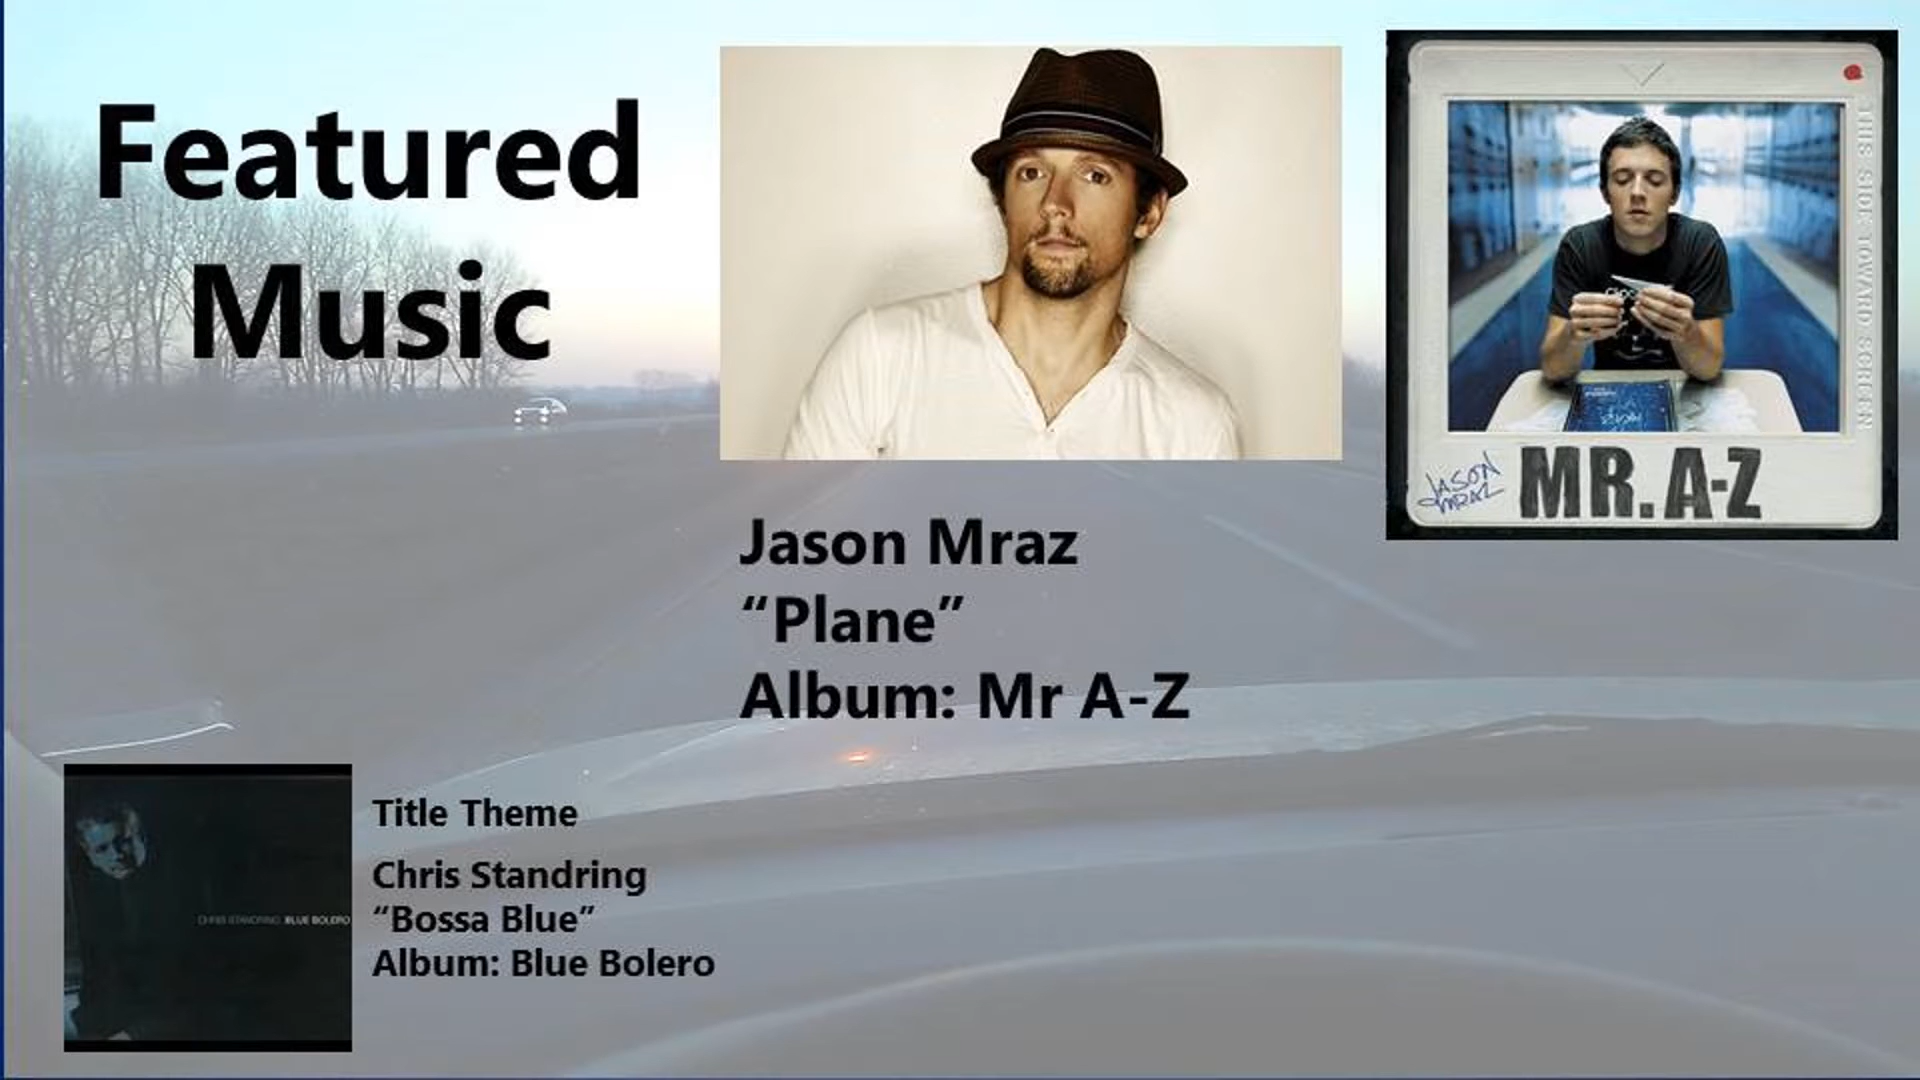 Featured
Music
THIS SIDE TOWARD SCREEN
JASON
MRAZ
MR. A-Z
Jason Mraz
“Plane”
Album: Mr A-Z
CHRIS STANDRING BLUE BOLERO
Title Theme
Chris Standring
“Bossa Blue”
Album: Blue Bolero